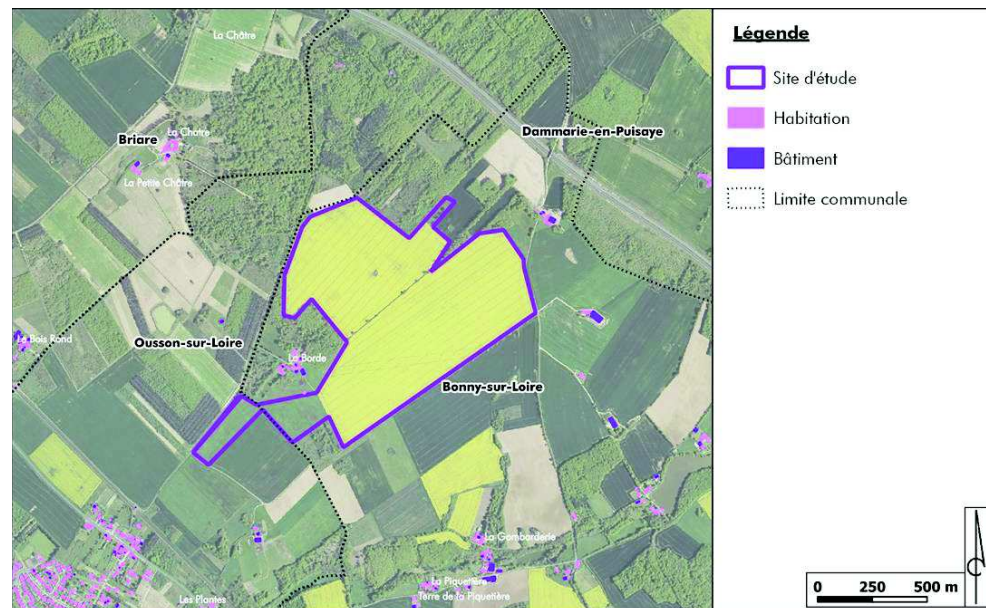 La Châtre
Briare
La Chatre
La Petite Châtre
Dammarie-en-Puisaye
Ousson-sur-Loire
Le Bois Rond
La Borde
Bonny-sur-Loire
La Gombarderie
La Piquetière
Terre de la Piquetière
Les Plantes
Légende
Site d'étude
Habitation
Bâtiment
Limite communale
0 250 500 m